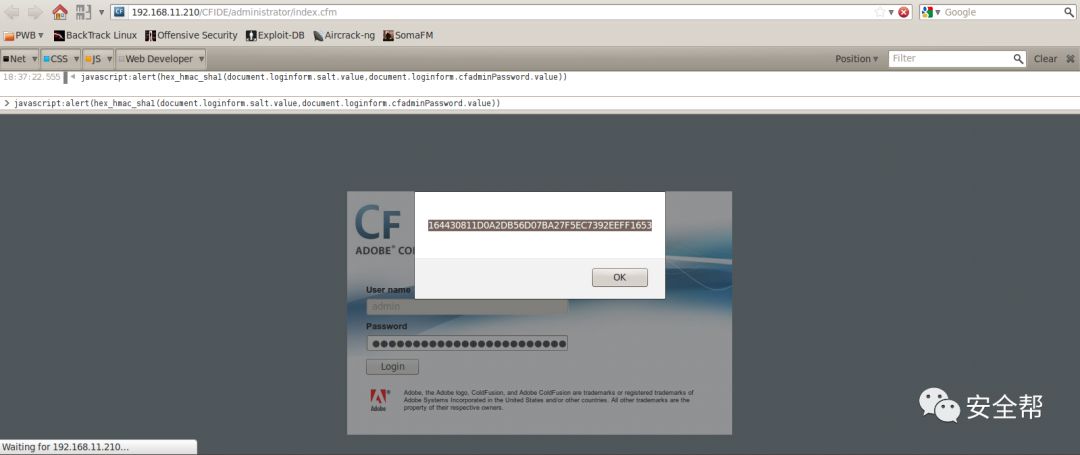 192.168.11.210/CFIDE/administrator/index.cfm
Google
PWB BackTrack Linux Offensive Security Exploit-DB Aircrack-ng SomaFM
Net CSS JS Web Developer Position Filter Clear
18:37:22.555 javascript:alert(hex_hmac_sha1(document.loginform.salt.value,document.loginform.cfadminPassword.value))
> javascript:alert(hex_hmac_sha1(document.loginform.salt.value,document.loginform.cfadminPassword.value))
CF
ADOBE® CO
164430811D0A2DB56D07BA27F5EC7392EEFF1653
OK
User name
admin
Password
Login
Adobe
Adobe, the Adobe logo, ColdFusion, and Adobe ColdFusion are trademarks or registered trademarks of
Adobe Systems Incorporated in the United States and/or other countries. All other trademarks are the
property of their respective owners.
安全帮
Waiting for 192.168.11.210...